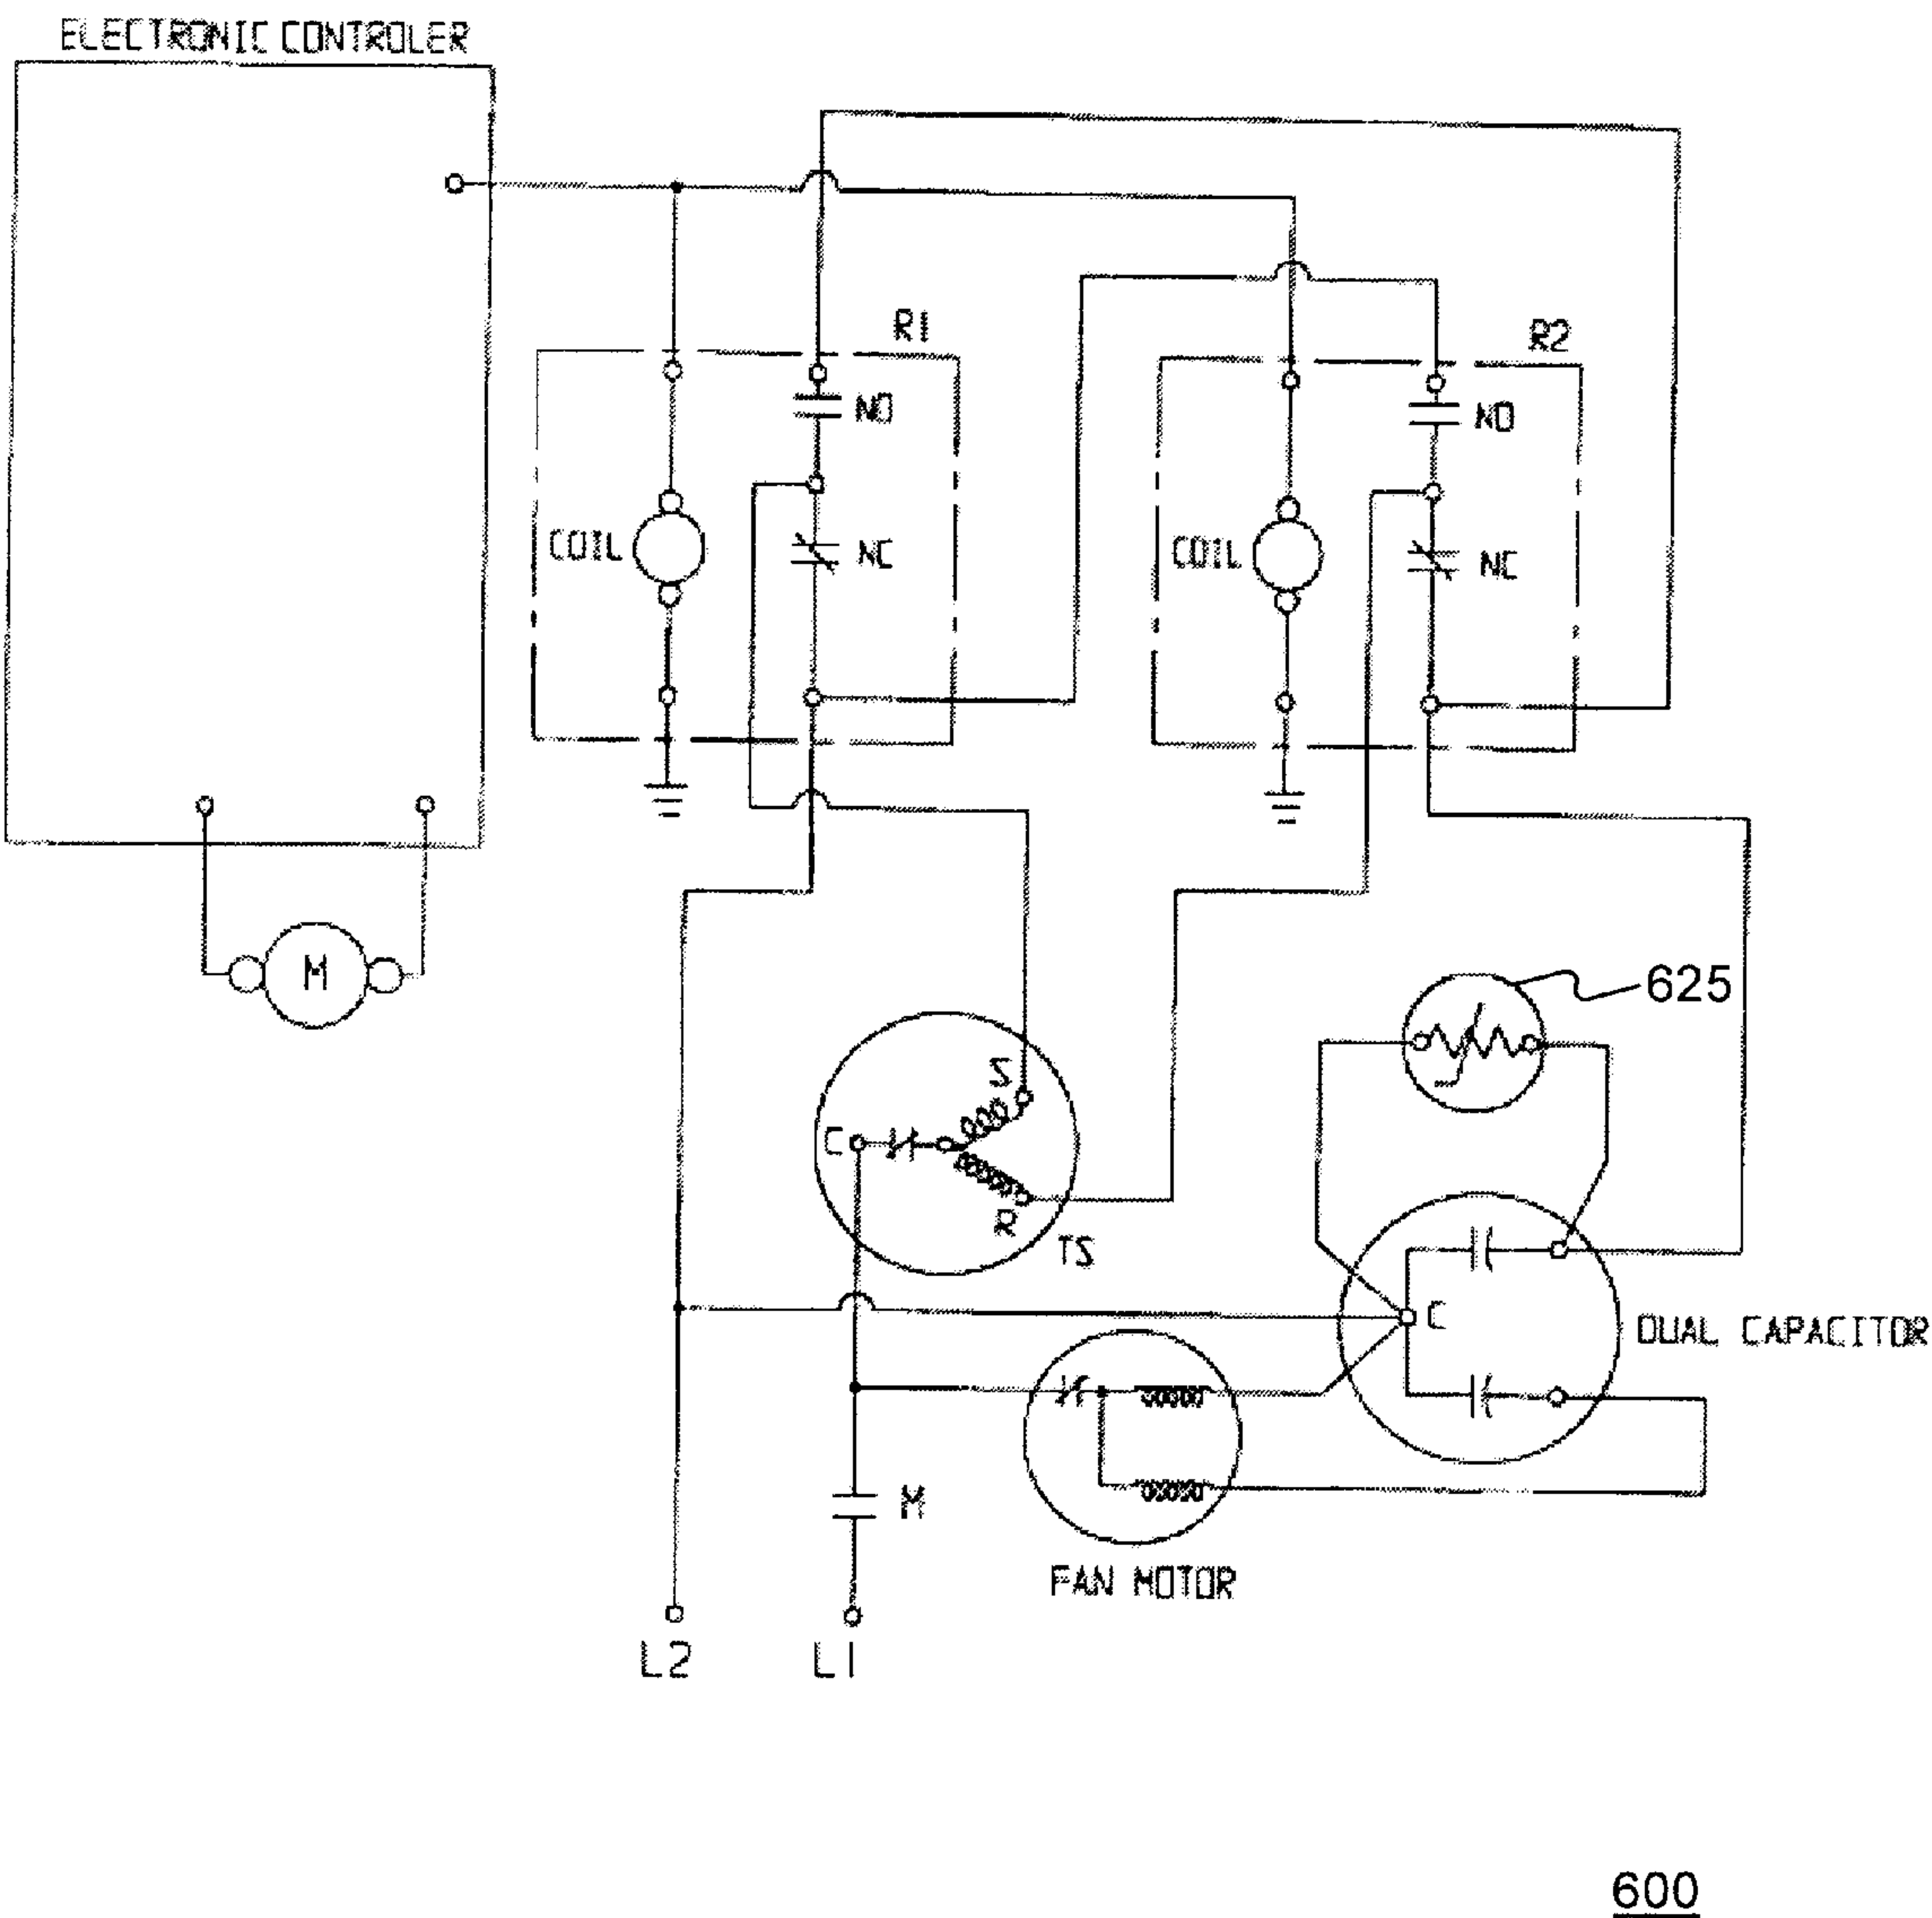 ELECTRONIC CONTROLER
R1
R2
NO
NO
COIL
NC
COIL
NC
M
625
S
C
R
TS
C
DUAL CAPACITOR
M
FAN MOTOR
L2
L1
600